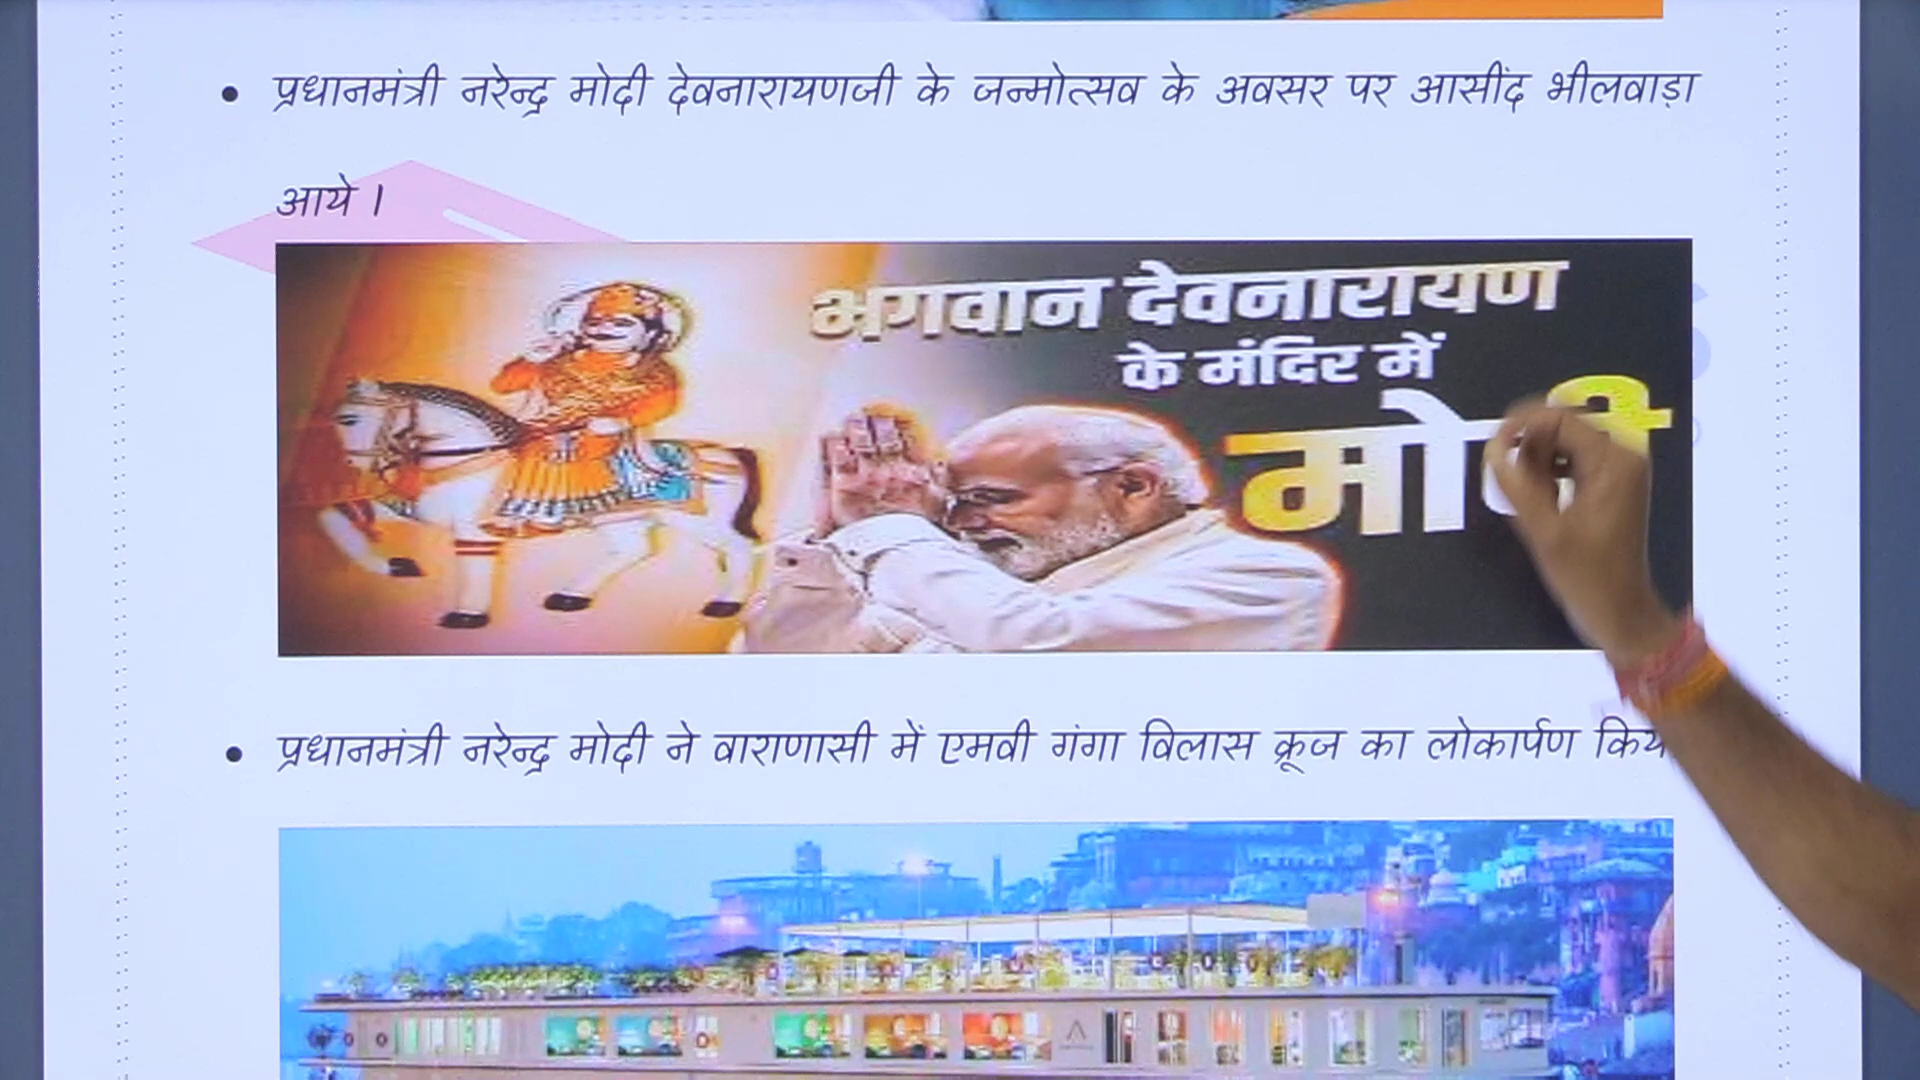 • प्रधानमंत्री नरेन्द्र मोदी देवनारायणजी के जन्मोत्सव के अवसर पर आसींद भीलवाड़ा
आये ।
भगवान देवनारायण
के मंदिर में
• प्रधानमंत्री नरेन्द्र मोदी ने वाराणासी में एमवी गंगा विलास क्रूज का लोकार्पण